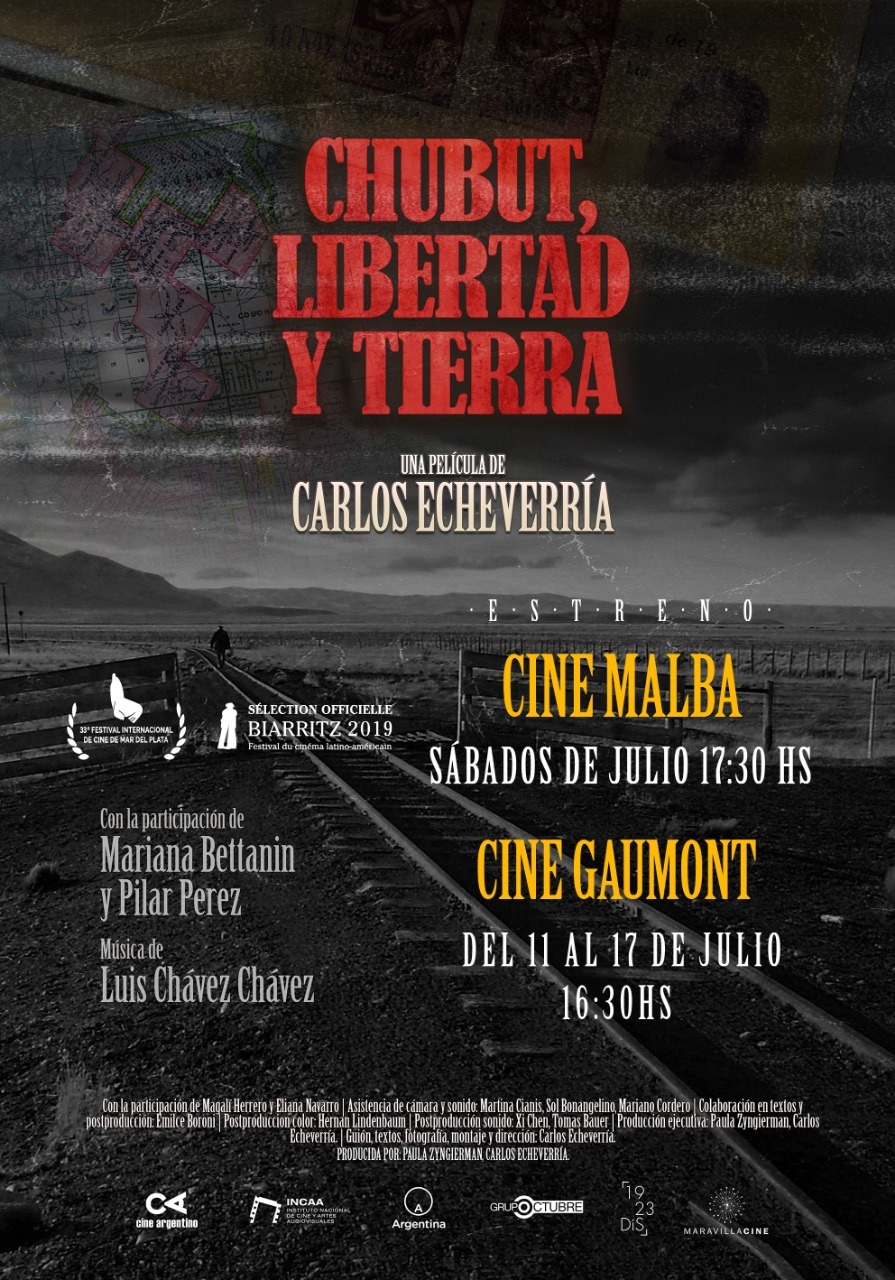 CHUBUT,
LIBERTAD
Y TIERRA
UNA PELÍCULA DE
CARLOS ECHEVERRÍA
· E · S · T · R · E · N · O ·
CINE MALBA
SÁBADOS DE JULIO 17:30 HS
CINE GAUMONT
DEL 11 AL 17 DE JULIO
16:30HS
33º FESTIVAL INTERNACIONAL
DE CINE DE MAR DEL PLATA
SÉLECTION OFFICIELLE
BIARRITZ 2019
Festival du cinéma latino-américain
Con la participación de
Mariana Bettanin
y Pilar Perez
Música de
Luis Chávez Chávez
Con la participación de Magalí Herrero y Eliana Navarro | Asistencia de cámara y sonido: Martina Cianis, Sol Bonangelino, Mariano Cordero | Colaboración en textos y
postproducción: Emilce Boroni | Postproducción color: Hernán Lindenbaum | Postproducción sonido: Xi Chen, Tomas Bauer | Producción ejecutiva: Paula Zyngierman, Carlos
Echeverría. | Guión, textos, fotografía, montaje y dirección: Carlos Echeverría.
PRODUCIDA POR: PAULA ZYNGIERMAN, CARLOS ECHEVERRÍA.
CA
cine argentino
INCAA
INSTITUTO NACIONAL
DE CINE Y ARTES
AUDIOVISUALES
A
Argentina
GRUPO OCTUBRE
19
23
DiS
MARAVILLACINE